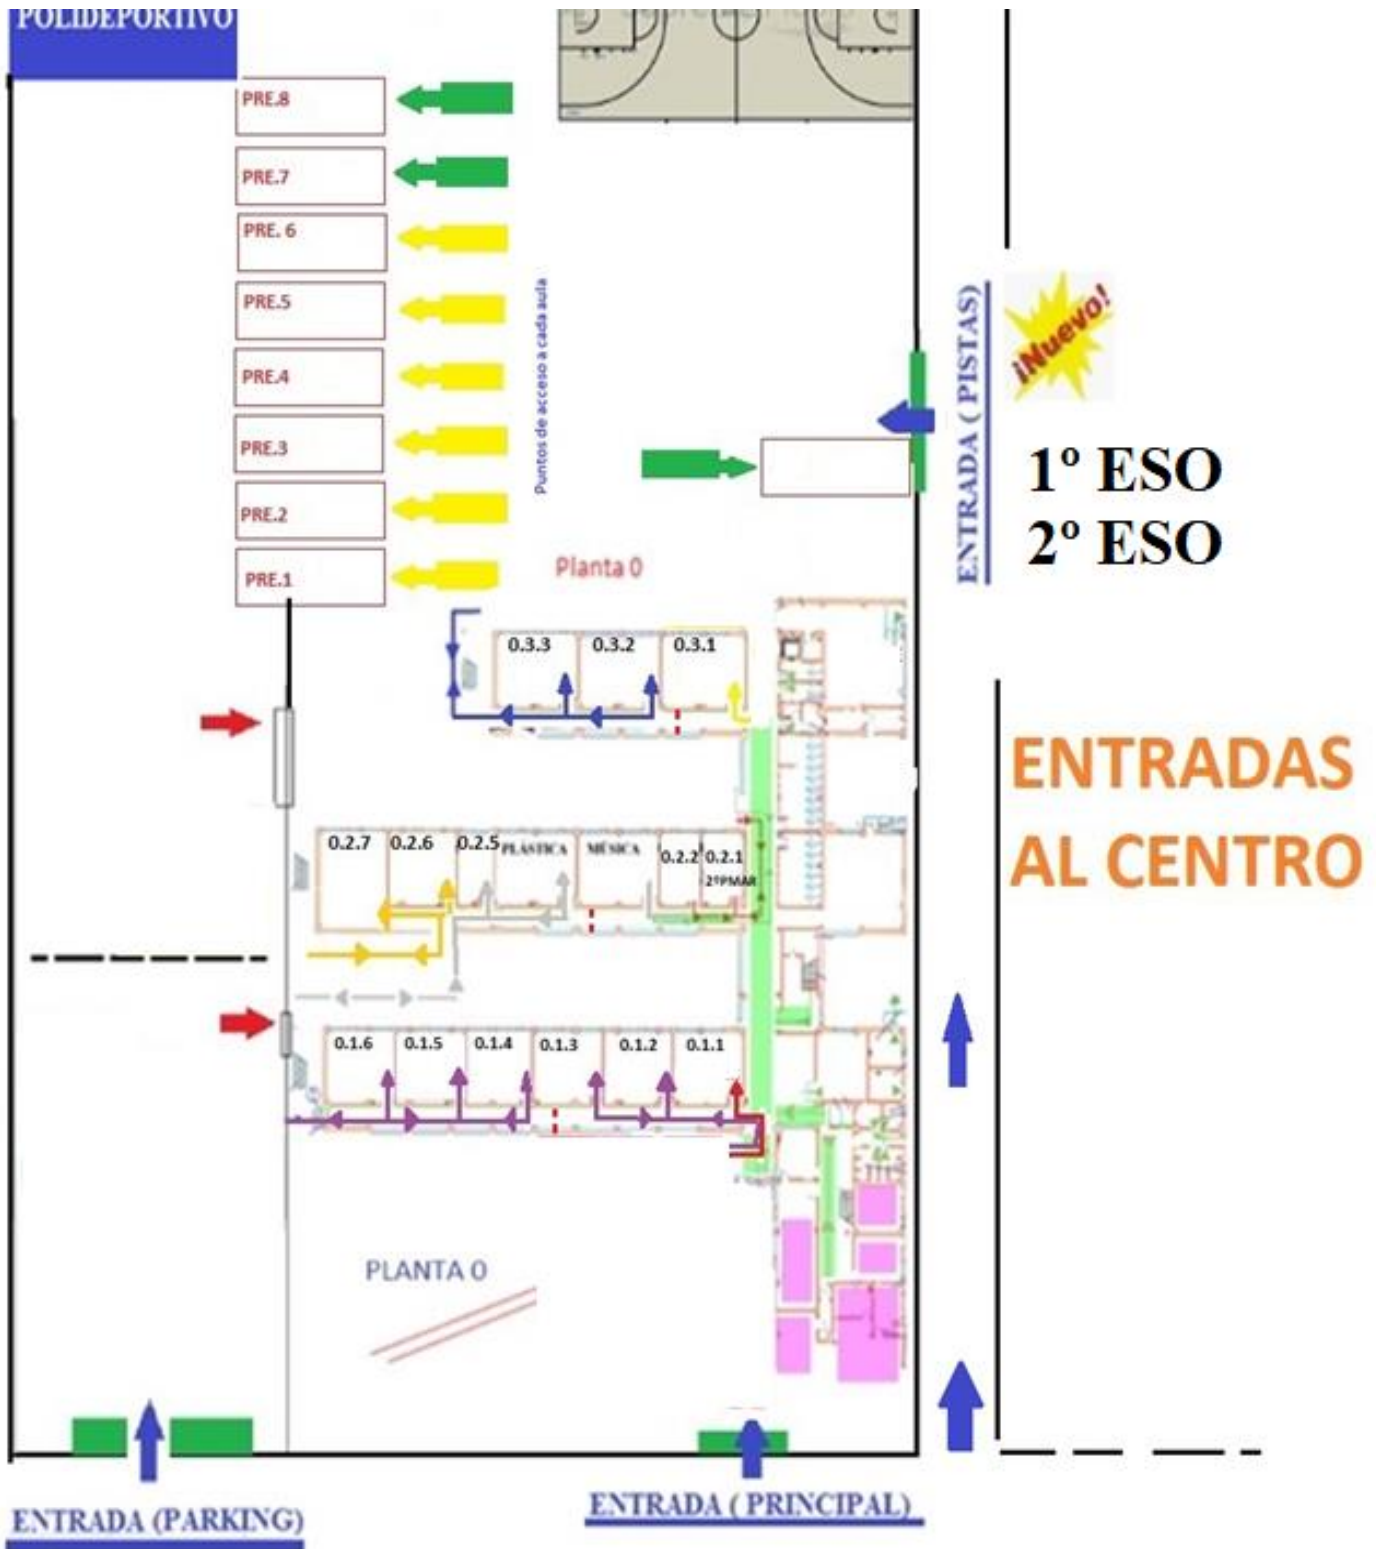 POLIDEPORTIVO
PRE.8
PRE.7
PRE. 6
PRE.5
PRE.4
PRE.3
PRE.2
PRE.1
Puntos de acceso a cada aula
ENTRADA ( PISTAS)
¡Nuevo!
1º ESO
2º ESO
Planta 0
0.3.3
0.3.2
0.3.1
ENTRADAS
AL CENTRO
0.2.7
0.2.6
0.2.5
PLÁSTICA
MÚSICA
0.2.2
0.2.1
2ºPMAR
0.1.6
0.1.5
0.1.4
0.1.3
0.1.2
0.1.1
PLANTA 0
ENTRADA (PARKING)
ENTRADA ( PRINCIPAL)